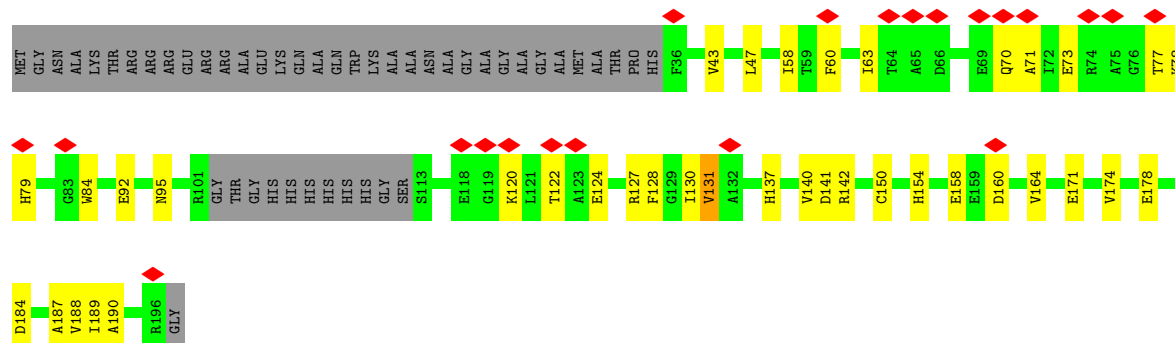 MET GLY ASN ALA LYS THR ARG ARG ARG GLU ARG ARG ALA GLU LYS GLN ALA GLN TRP LYS ALA ALA ASN ALA ALA GLY ALA GLY ALA GLY ALA MET ALA THR PRO HIS F36 V43 L47 I58 T59 F60 I63 T64 A65 D66 E69 Q70 A71 I72 E73 R74 A75 G76 T77 K78
H79 G83 W84 E92 N95 R101 GLY THR GLY HIS HIS HIS HIS HIS HIS GLY SER S113 E118 G119 K120 L121 T122 A123 E124 R127 F128 G129 I130 V131 A132 H137 V140 D141 R142 C150 H154 E158 E159 D160 V164 E171 V174 E178
D184 A187 V188 I189 A190 R196 GLY